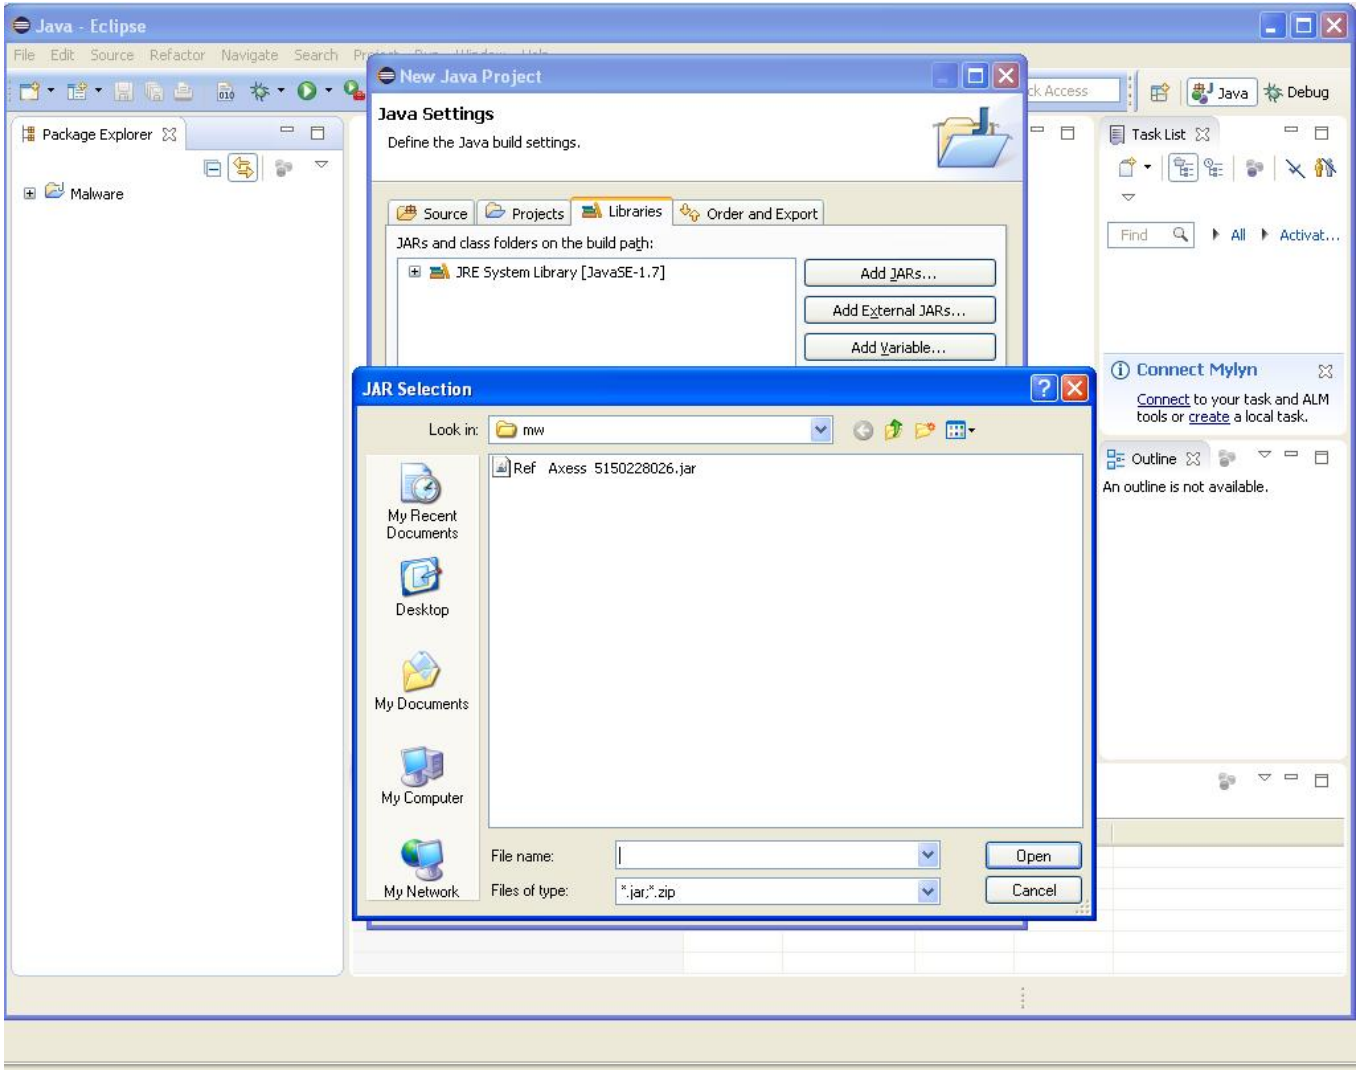 Java - Eclipse
File Edit Source Refactor Navigate Search
New Java Project
Java Settings
Define the Java build settings.
Access
Java
Debug
Package Explorer
Malware
Source Projects Libraries Order and Export
JARs and class folders on the build path:
JRE System Library [JavaSE-1.7]
Add JARs...
Add External JARs...
Add Variable...
Task List
Find
All
Activat...
Connect Mylyn
Connect to your task and ALM
tools or create a local task.
Outline
An outline is not available.
JAR Selection
Look in:
mw
Ref Axess 5150228026.jar
My Recent
Documents
Desktop
My Documents
My Computer
My Network
File name:
Open
Files of type:
*.jar;*.zip
Cancel